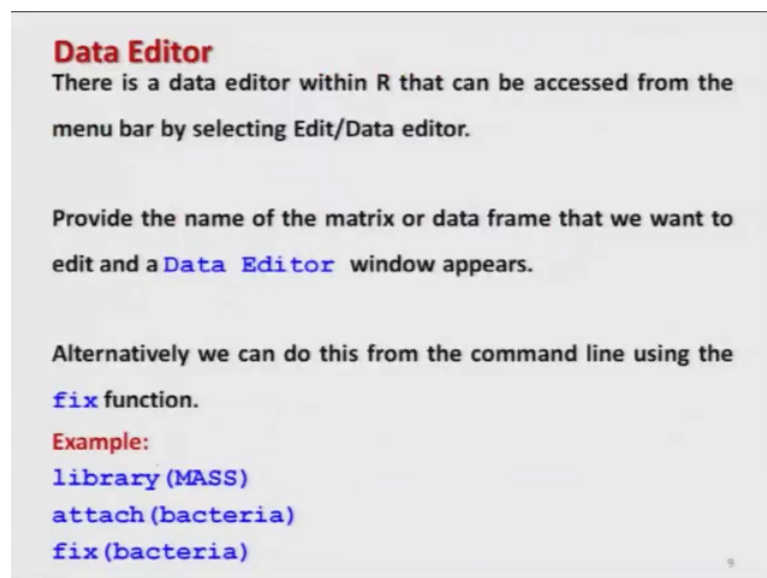 Data Editor
There is a data editor within R that can be accessed from the
menu bar by selecting Edit/Data editor.
Provide the name of the matrix or data frame that we want to
edit and a Data Editor window appears.
Alternatively we can do this from the command line using the
fix function.
Example:
library(MASS)
attach(bacteria)
fix(bacteria)
9